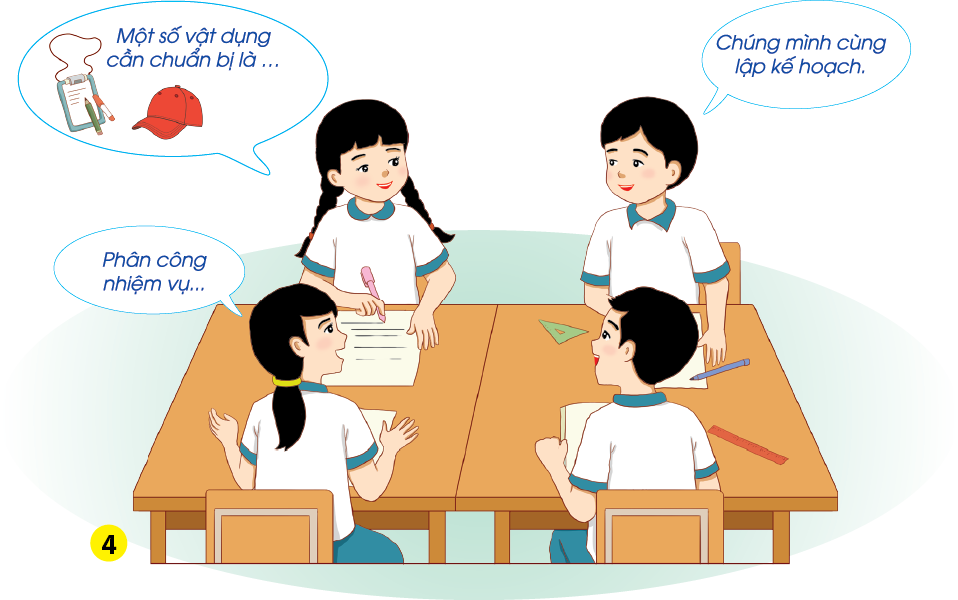 Một số vật dụng
cần chuẩn bị là ...
Chúng mình cùng
lập kế hoạch.
Phân công
nhiệm vụ...
4